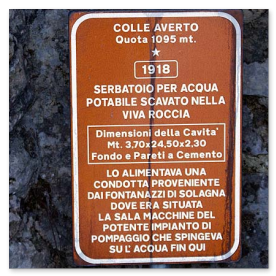 COLLE AVERTO
Quota 1095 mt.
1918
SERBATOIO PER ACQUA
POTABILE SCAVATO NELLA
VIVA ROCCIA
Dimensioni della Cavita'
Mt. 3,70x24,50x2,30
Fondo e Pareti a Cemento
LO ALIMENTAVA UNA
CONDOTTA PROVENIENTE
DAI FONTANAZZI DI SOLAGNA
DOVE ERA SITUATA
LA SALA MACCHINE DEL
POTENTE IMPIANTO DI
POMPAGGIO CHE SPINGEVA
SU L' ACQUA FIN QUI